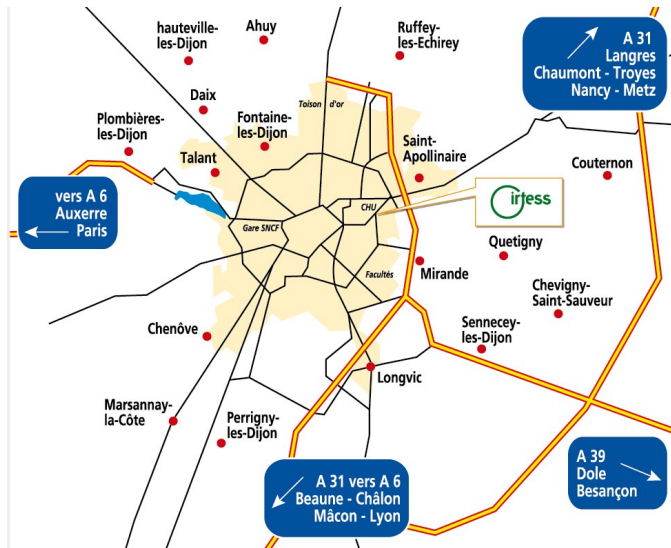 hauteville-
les-Dijon
Ahuy
Ruffey-
les-Echirey
A 31
Langres
Chaumont - Troyes
Nancy - Metz
Daix
Toison d'or
Plombières-
les-Dijon
Fontaine-
les-Dijon
Talant
Saint-
Apollinaire
Couternon
vers A 6
Auxerre
Paris
CHU
irtess
Gare SNCF
Quetigny
Mirande
Facultés
Chevigny-
Saint-Sauveur
Chenôve
Sennecey-
les-Dijon
Longvic
Marsannay-
la-Côte
Perrigny-
les-Dijon
A 31 vers A 6
Beaune - Châlon
Mâcon - Lyon
A 39
Dole
Besançon